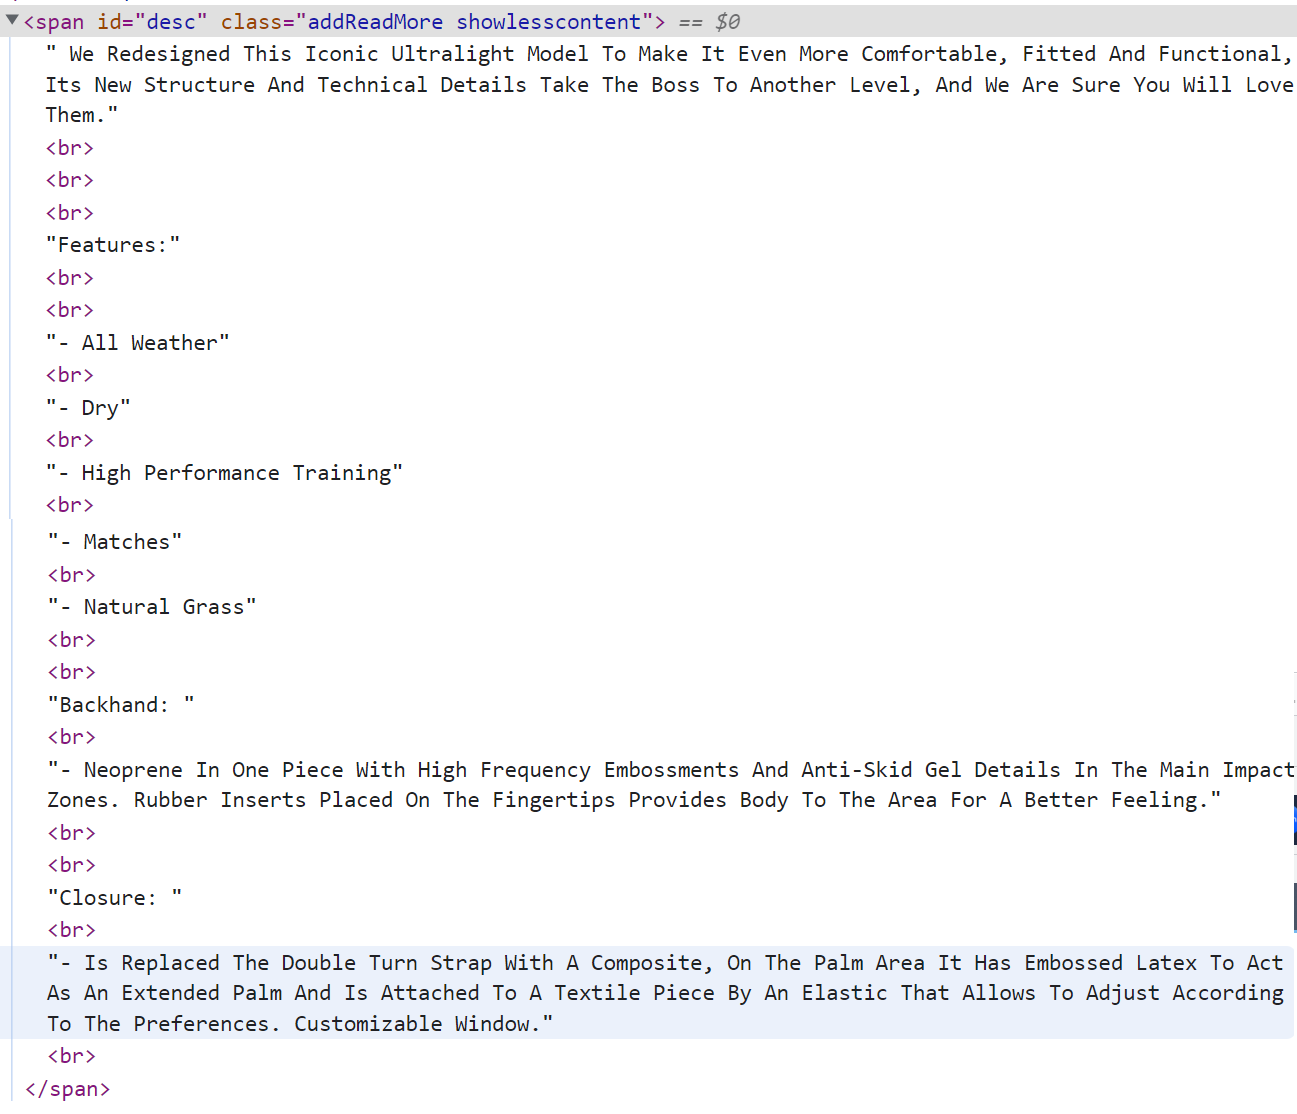 ▼<span id="desc" class="addReadMore showlesscontent"> == $0
" We Redesigned This Iconic Ultralight Model To Make It Even More Comfortable, Fitted And Functional,
Its New Structure And Technical Details Take The Boss To Another Level, And We Are Sure You Will Love
Them."
<br>
<br>
<br>
"Features:"
<br>
<br>
"- All Weather"
<br>
"- Dry"
<br>
"- High Performance Training"
<br>
"- Matches"
<br>
"- Natural Grass"
<br>
<br>
"Backhand: "
<br>
"- Neoprene In One Piece With High Frequency Embossments And Anti-Skid Gel Details In The Main Impact
Zones. Rubber Inserts Placed On The Fingertips Provides Body To The Area For A Better Feeling."
<br>
<br>
"Closure: "
<br>
"- Is Replaced The Double Turn Strap With A Composite, On The Palm Area It Has Embossed Latex To Act
As An Extended Palm And Is Attached To A Textile Piece By An Elastic That Allows To Adjust According
To The Preferences. Customizable Window."
<br>
</span>